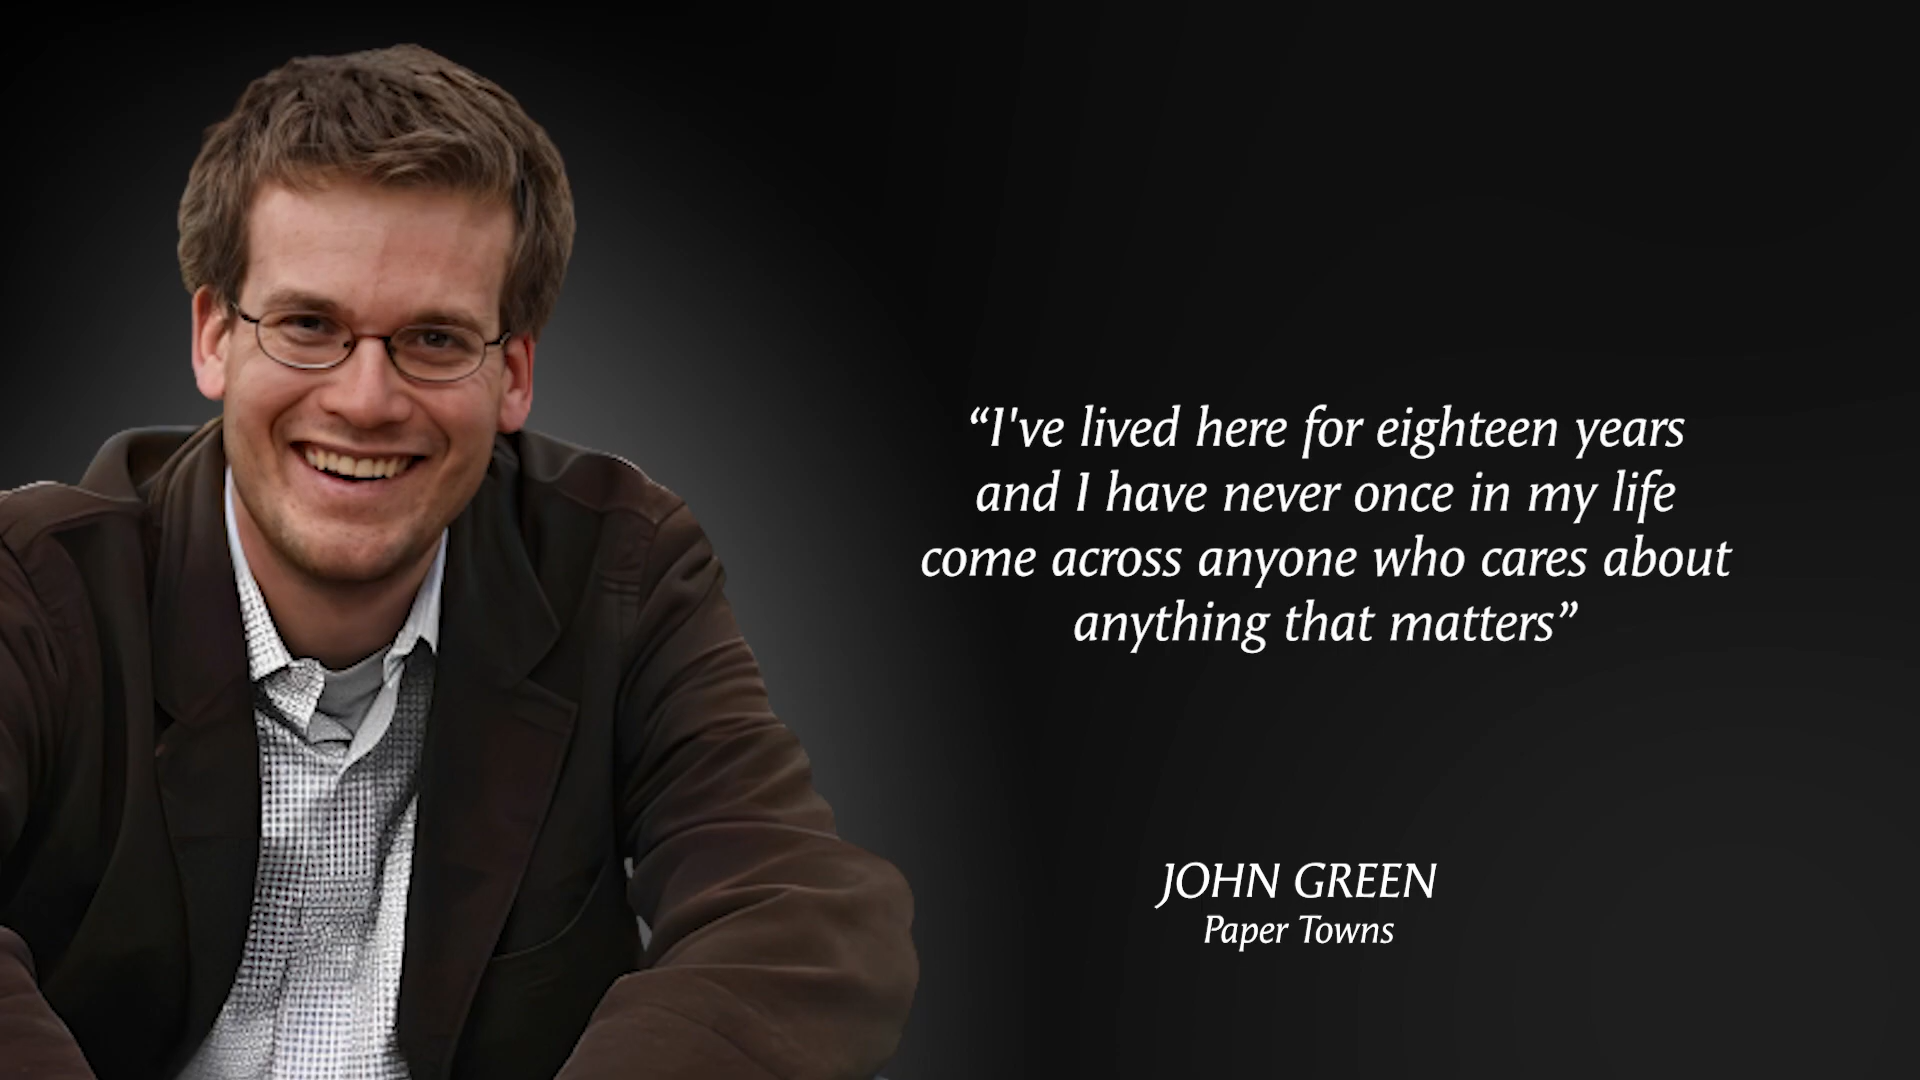 “I've lived here for eighteen years
and I have never once in my life
come across anyone who cares about
anything that matters”
JOHN GREEN
Paper Towns